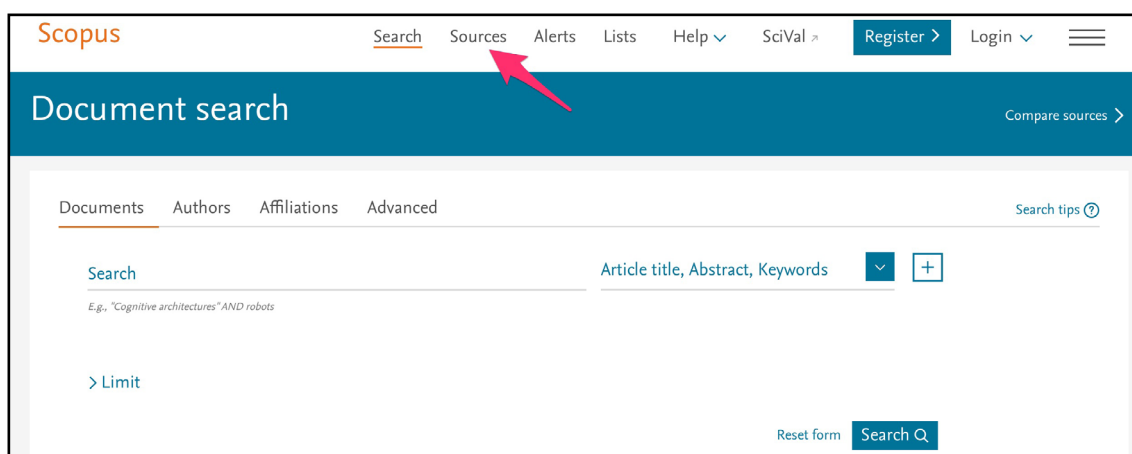 Scopus Search Sources Alerts Lists Help SciVal Register Login
Document search
Compare sources
Documents Authors Affiliations Advanced Search tips
Search Article title, Abstract, Keywords
E.g., "Cognitive architectures" AND robots
Limit
Reset form Search